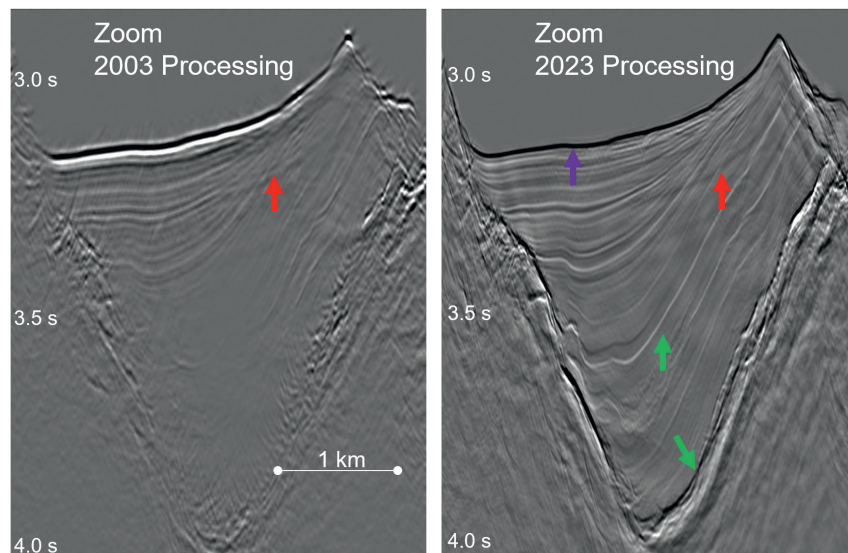 Zoom
2003 Processing
3.0 s
3.5 s
1 km
4.0 s
Zoom
2023 Processing
3.0 s
3.5 s
4.0 s